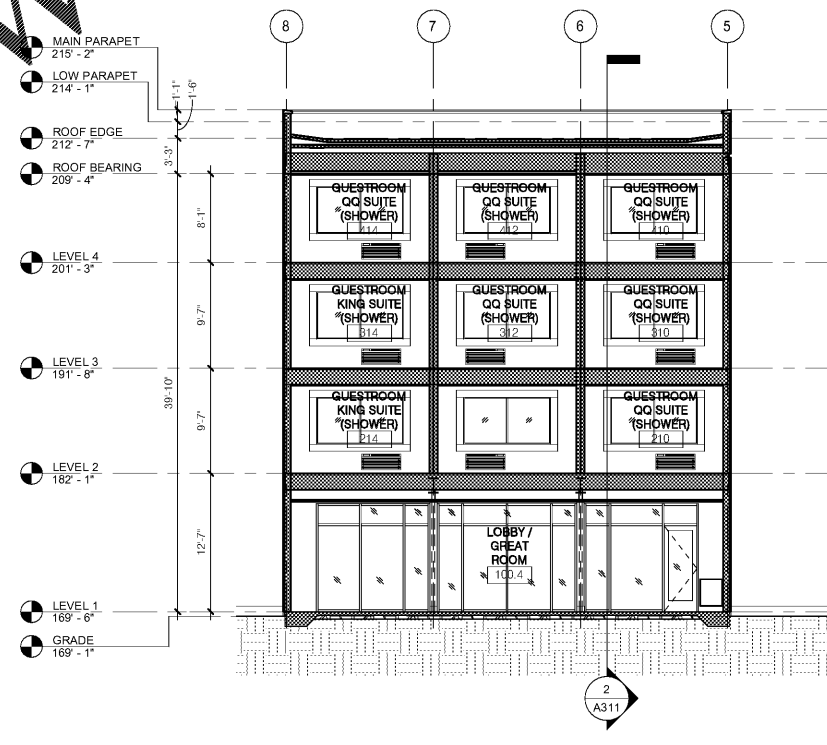 8
7
6
5
MAIN PARAPET
215' - 2"
LOW PARAPET
214' - 1"
1'-1"
1'-6"
ROOF EDGE
212' - 7"
3'-3"
ROOF BEARING
209' - 4"
GUESTROOM
QQ SUITE
(SHOWER)
414
GUESTROOM
QQ SUITE
(SHOWER)
412
GUESTROOM
QQ SUITE
(SHOWER)
410
8'-1"
LEVEL 4
201' - 3"
GUESTROOM
KING SUITE
(SHOWER)
314
GUESTROOM
QQ SUITE
(SHOWER)
312
GUESTROOM
QQ SUITE
(SHOWER)
310
9'-7"
LEVEL 3
191' - 8"
39'-10"
GUESTROOM
KING SUITE
(SHOWER)
214
GUESTROOM
QQ SUITE
(SHOWER)
210
9'-7"
LEVEL 2
182' - 1"
12'-7"
LOBBY /
GREAT
ROOM
100.4
LEVEL 1
169' - 6"
GRADE
169' - 1"
2
A311